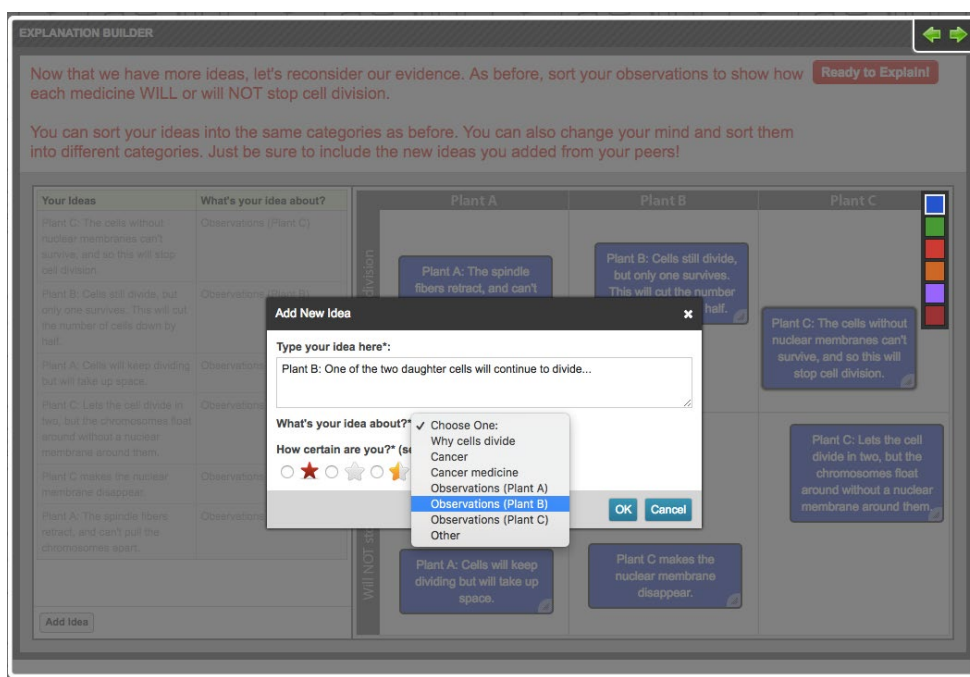 EXPLANATION BUILDER
Now that we have more ideas, let's reconsider our evidence. As before, sort your observations to show how
each medicine WILL or will NOT stop cell division.
Ready to Explain!
You can sort your ideas into the same categories as before. You can also change your mind and sort them
into different categories. Just be sure to include the new ideas you added from your peers!
Your Ideas
What's your idea about?
Plant C: The cells without
nuclear membranes can't
survive, and so this will stop
cell division.
Observations (Plant C)
Plant B: Cells still divide, but
only one survives. This will cut
the number of cells down by
half.
Observations (Plant B)
Plant A: Cells will keep dividing
but will take up space.
Observations
Plant C: Lets the cell divide in
two, but the chromosomes float
around without a nuclear
membrane around them.
Observations
Plant C makes the nuclear
membrane disappear.
Observations
Plant A: The spindle fibers
retract, and can't pull the
chromosomes apart.
Observations
Add Idea
Plant A
Plant B
Plant C
division
Will NOT
Plant A: The spindle
fibers retract, and can't
Plant B: Cells still divide,
but only one survives.
This will cut the number
half.
Plant C: The cells without
nuclear membranes can't
survive, and so this will
stop cell division.
Plant C: Lets the cell
divide in two, but the
chromosomes float
around without a nuclear
membrane around them.
Plant A: Cells will keep
dividing but will take up
space.
Plant C makes the
nuclear membrane
disappear.
Add New Idea
Type your idea here*:
Plant B: One of the two daughter cells will continue to divide...
What's your idea about?*
How certain are you?*
Choose One:
Why cells divide
Cancer
Cancer medicine
Observations (Plant A)
Observations (Plant B)
Observations (Plant C)
Other
OK
Cancel